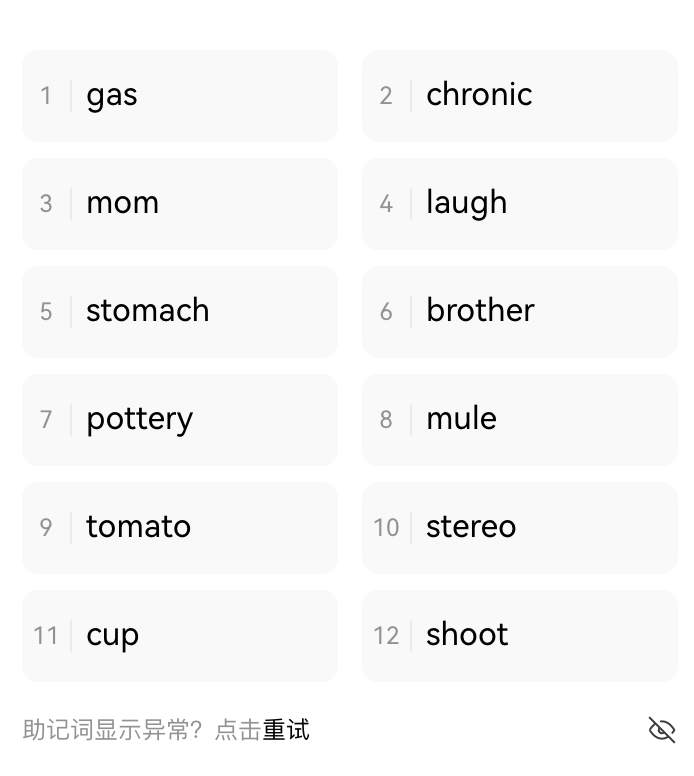 1 gas 2 chronic
3 mom 4 laugh
5 stomach 6 brother
7 pottery 8 mule
9 tomato 10 stereo
11 cup 12 shoot
助记词显示异常？点击重试